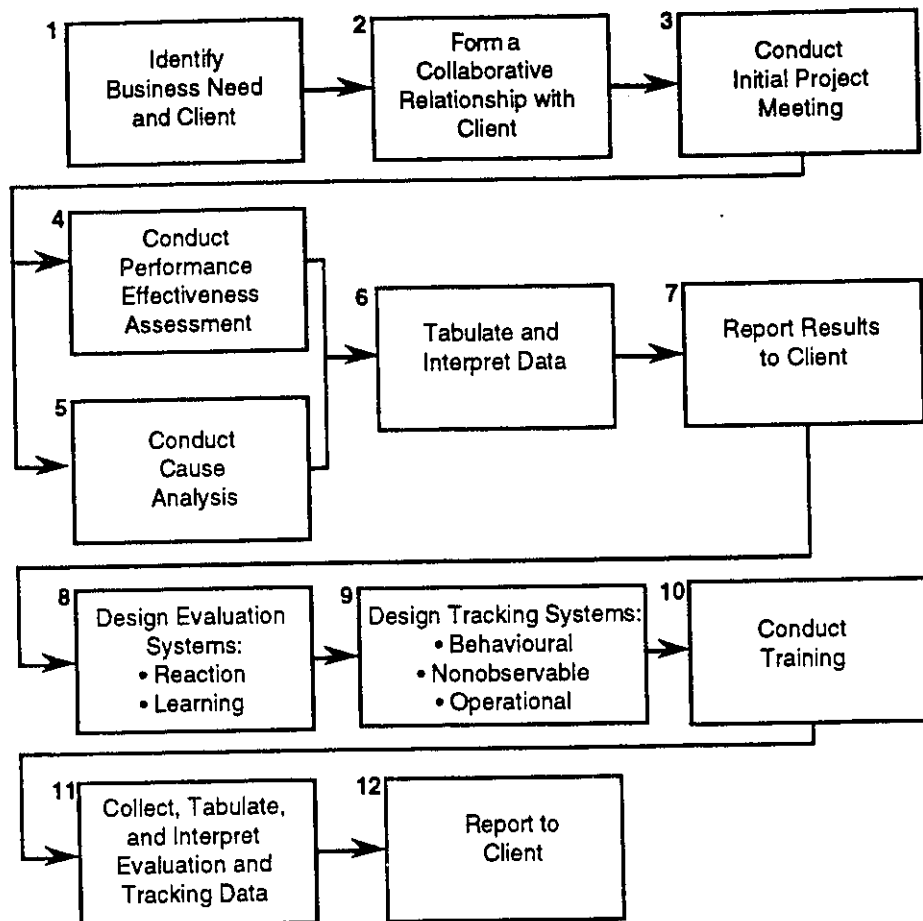 1
Identify
Business Need
and Client
2
Form a
Collaborative
Relationship with
Client
3
Conduct
Initial Project
Meeting
4
Conduct
Performance
Effectiveness
Assessment
5
Conduct
Cause
Analysis
6
Tabulate and
Interpret Data
7
Report Results
to Client
8
Design Evaluation
Systems:
• Reaction
• Learning
9
Design Tracking Systems:
• Behavioural
• Nonobservable
• Operational
10
Conduct
Training
11
Collect, Tabulate,
and Interpret
Evaluation and
Tracking Data
12
Report to
Client